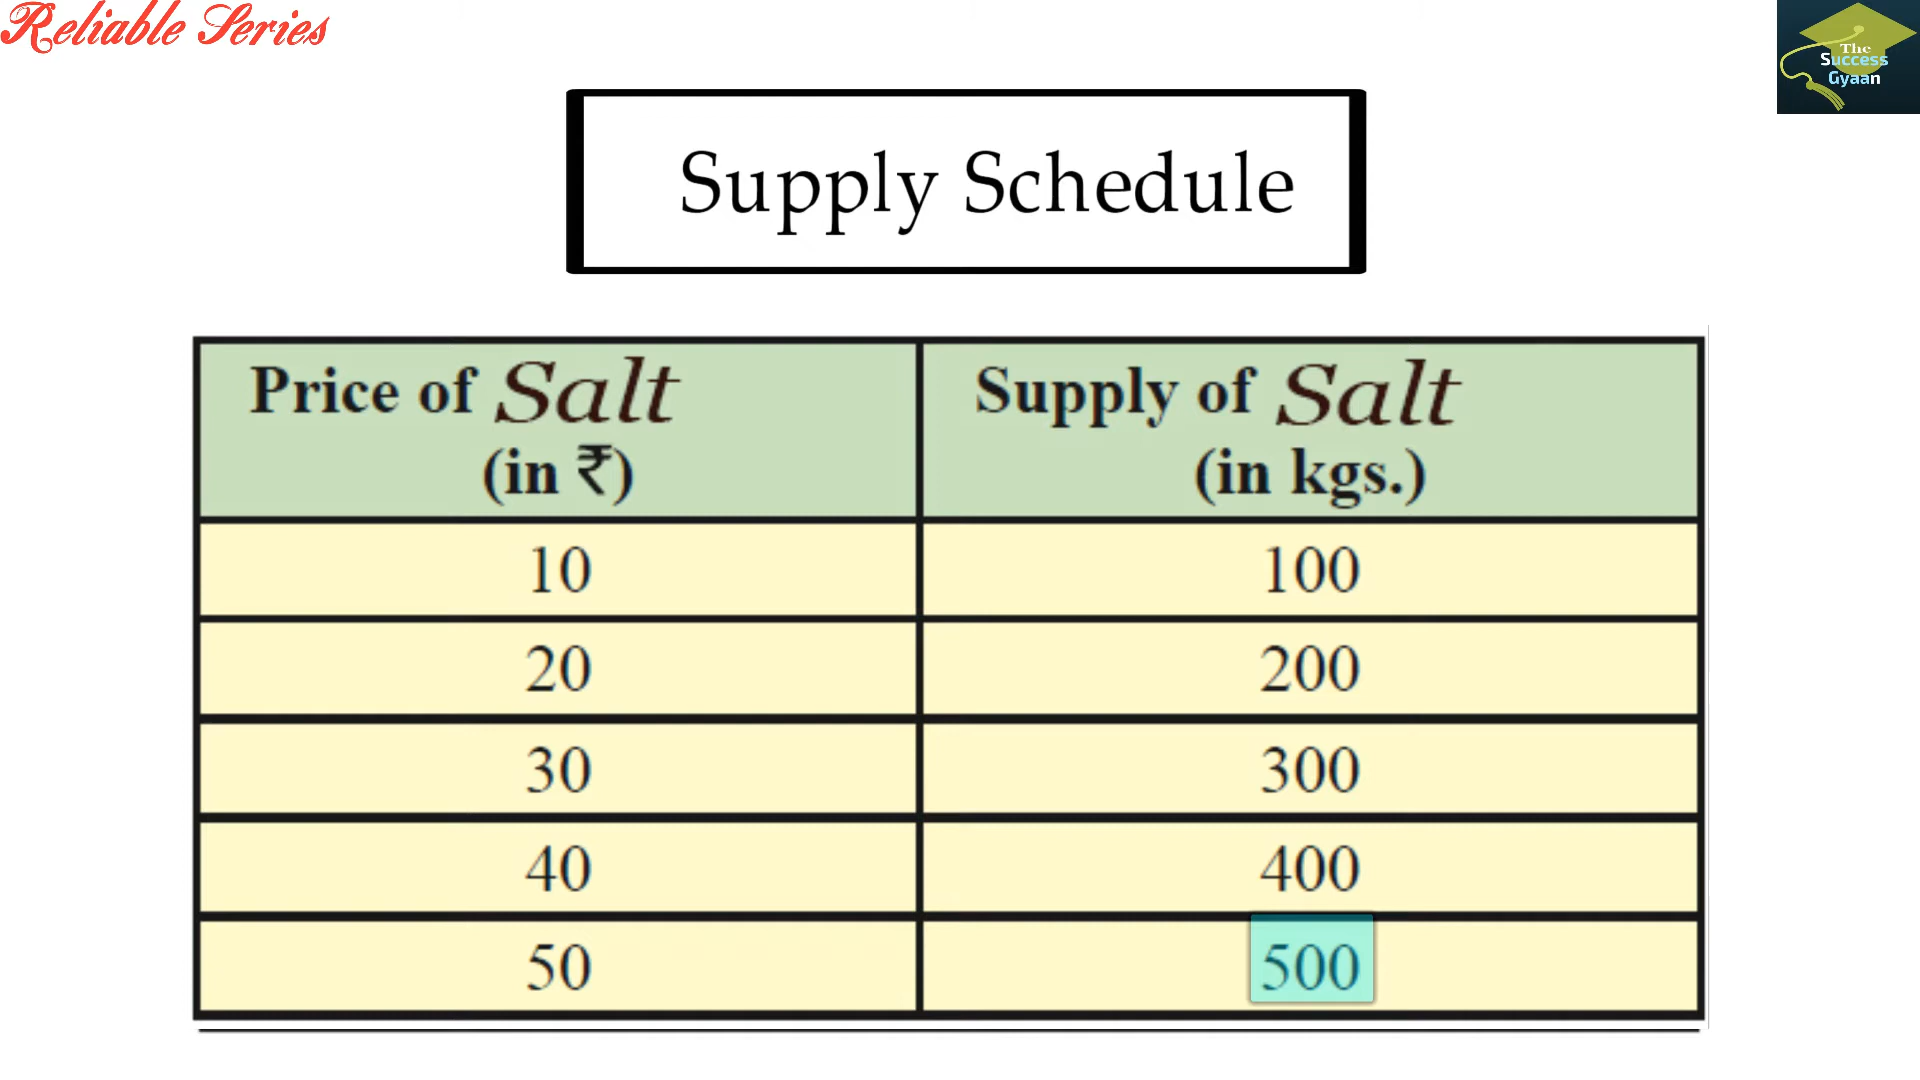 Reliable Series
The
Success
Gyaan
Supply Schedule
Price of Salt
(in ₹)
Supply of Salt
(in kgs.)
10 100
20 200
30 300
40 400
50 500